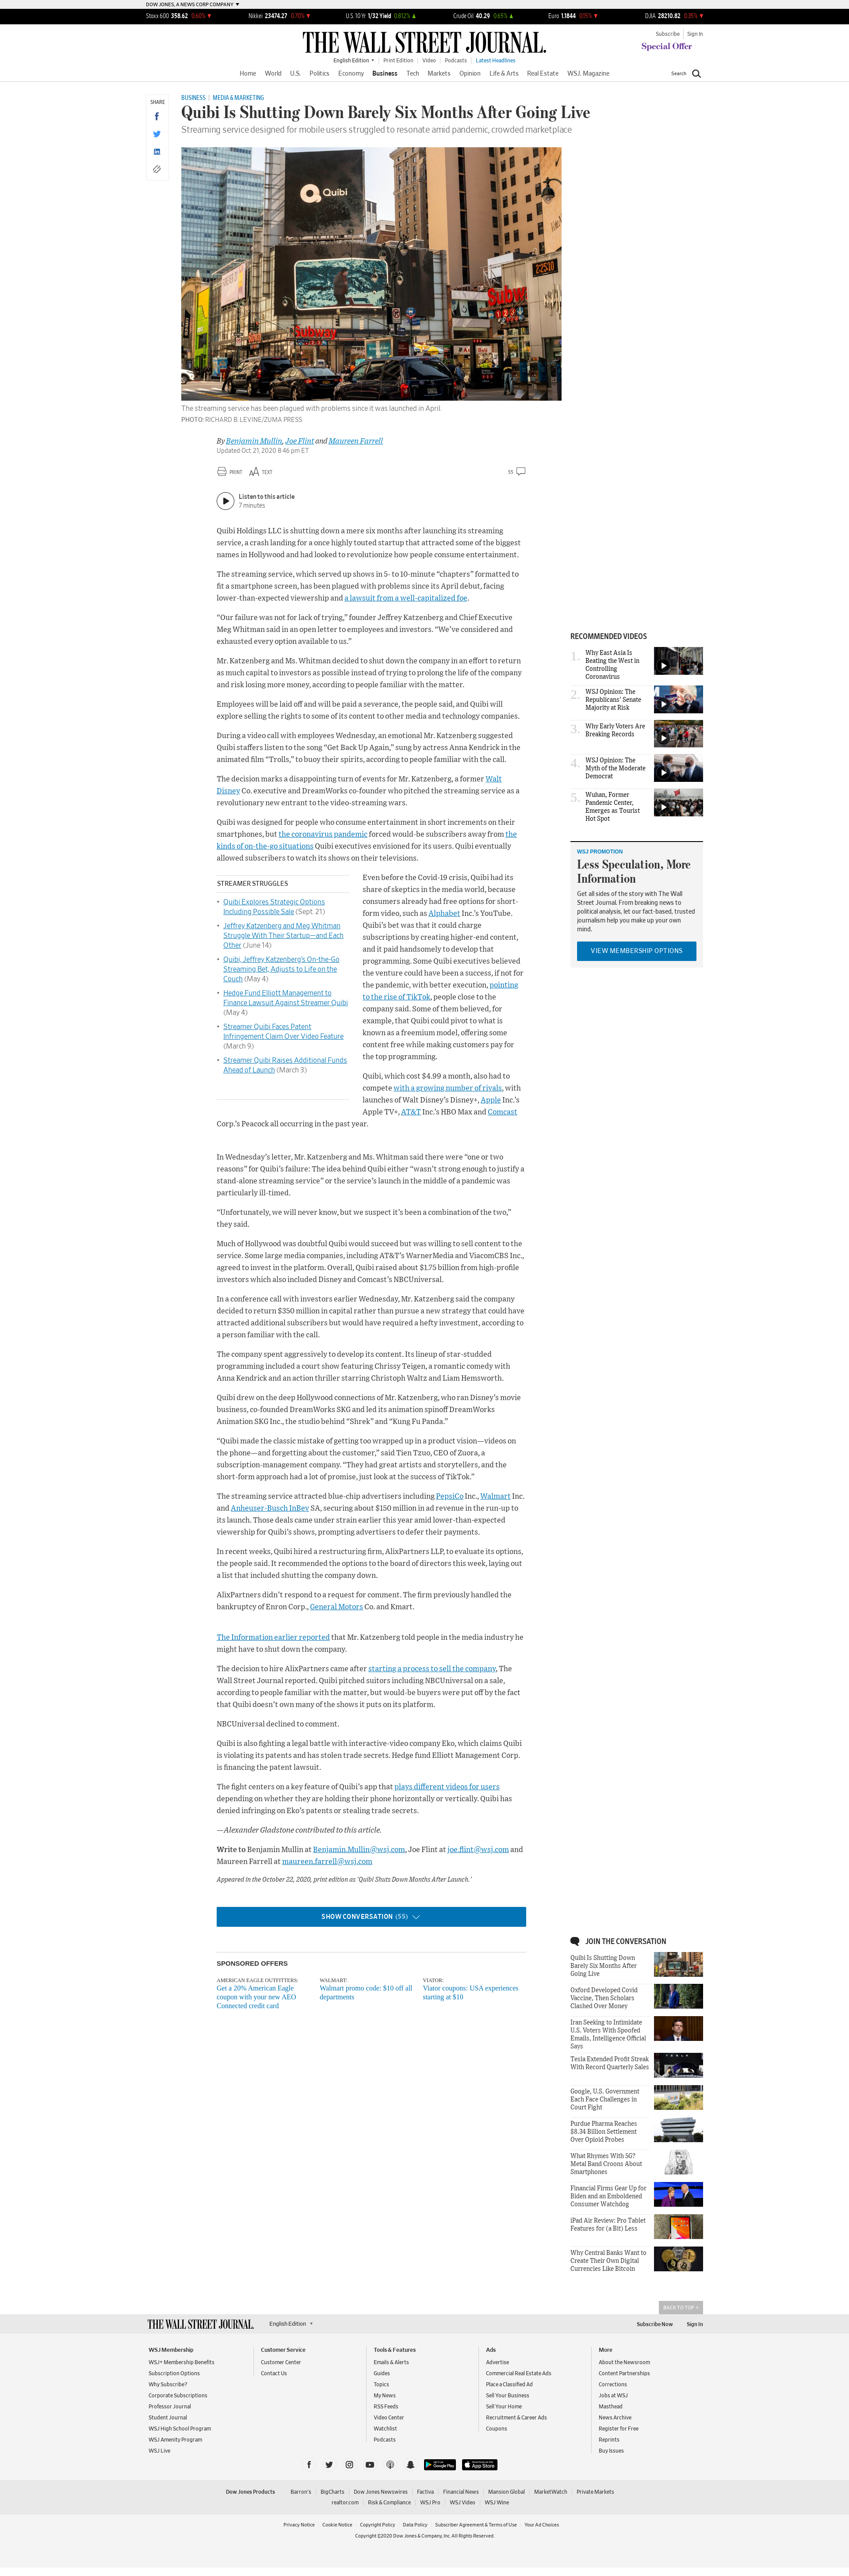 DOW JONES, A NEWS CORP COMPANY
Stoxx 600 358.62 0.60%
Nikkei 23474.27 0.70%
U.S. 10 Yr 1/32 Yield 0.812%
Crude Oil 40.29 0.65%
Euro 1.1844 0.15%
DJIA 28210.82 0.35%
THE WALL STREET JOURNAL.
Subscribe
Sign In
Special Offer
English Edition
Print Edition
Video
Podcasts
Latest Headlines
Home
World
U.S.
Politics
Economy
Business
Tech
Markets
Opinion
Life & Arts
Real Estate
WSJ. Magazine
Search
SHARE
BUSINESS
MEDIA & MARKETING
Quibi Is Shutting Down Barely Six Months After Going Live
Streaming service designed for mobile users struggled to resonate amid pandemic, crowded marketplace
Quibi
The streaming service has been plagued with problems since it was launched in April.
PHOTO: RICHARD B. LEVINE/ZUMA PRESS
By Benjamin Mullin, Joe Flint and Maureen Farrell
Updated Oct. 21, 2020 8:46 pm ET
PRINT
TEXT
55
Listen to this article
7 minutes
Quibi Holdings LLC is shutting down a mere six months after launching its streaming
service, a crash landing for a once highly touted startup that attracted some of the biggest
names in Hollywood and had looked to revolutionize how people consume entertainment.
The streaming service, which served up shows in 5- to 10-minute “chapters” formatted to
fit a smartphone screen, has been plagued with problems since its April debut, facing
lower-than-expected viewership and a lawsuit from a well-capitalized foe.
“Our failure was not for lack of trying,” founder Jeffrey Katzenberg and Chief Executive
Meg Whitman said in an open letter to employees and investors. “We’ve considered and
exhausted every option available to us.”
Mr. Katzenberg and Ms. Whitman decided to shut down the company in an effort to return
as much capital to investors as possible instead of trying to prolong the life of the company
and risk losing more money, according to people familiar with the matter.
Employees will be laid off and will be paid a severance, the people said, and Quibi will
explore selling the rights to some of its content to other media and technology companies.
During a video call with employees Wednesday, an emotional Mr. Katzenberg suggested
Quibi staffers listen to the song “Get Back Up Again,” sung by actress Anna Kendrick in the
animated film “Trolls,” to buoy their spirits, according to people familiar with the call.
The decision marks a disappointing turn of events for Mr. Katzenberg, a former Walt
Disney Co. executive and DreamWorks co-founder who pitched the streaming service as a
revolutionary new entrant to the video-streaming wars.
Quibi was designed for people who consume entertainment in short increments on their
smartphones, but the coronavirus pandemic forced would-be subscribers away from the
kinds of on-the-go situations Quibi executives envisioned for its users. Quibi eventually
allowed subscribers to watch its shows on their televisions.
STREAMER STRUGGLES
• Quibi Explores Strategic Options
Including Possible Sale (Sept. 21)
• Jeffrey Katzenberg and Meg Whitman
Struggle With Their Startup—and Each
Other (June 14)
• Quibi, Jeffrey Katzenberg’s On-the-Go
Streaming Bet, Adjusts to Life on the
Couch (May 4)
• Hedge Fund Elliott Management to
Finance Lawsuit Against Streamer Quibi
(May 4)
• Streamer Quibi Faces Patent
Infringement Claim Over Video Feature
(March 9)
• Streamer Quibi Raises Additional Funds
Ahead of Launch (March 3)
Even before the Covid-19 crisis, Quibi had its
skeptics in the media world because
consumers already had free options for short-
form video, such as Alphabet Inc.’s YouTube.
Quibi’s bet was that it could charge
subscriptions by creating higher-end content,
and it paid handsomely to develop that
programming. Some Quibi executives believed
the venture could have been a success, if not for
the pandemic, with better execution, pointing
to the rise of TikTok, people close to the
company said. Some of them believed, for
example, that Quibi could pivot to what is
known as a freemium model, offering some
content free while making customers pay for
the top programming.
Quibi, which cost $4.99 a month, also had to
compete with a growing number of rivals, with
launches of Walt Disney’s Disney+, Apple Inc.’s
Apple TV+, AT&T Inc.’s HBO Max and Comcast
Corp.’s Peacock all occurring in the past year.
In Wednesday’s letter, Mr. Katzenberg and Ms. Whitman said there were “one or two
reasons” for Quibi’s failure: The idea behind Quibi either “wasn’t strong enough to justify a
stand-alone streaming service” or the service’s launch in the middle of a pandemic was
particularly ill-timed.
“Unfortunately, we will never know, but we suspect it’s been a combination of the two,”
they said.
Much of Hollywood was doubtful Quibi would succeed but was willing to sell content to the
service. Some large media companies, including AT&T’s WarnerMedia and ViacomCBS Inc.,
agreed to invest in the platform. Overall, Quibi raised about $1.75 billion from high-profile
investors which also included Disney and Comcast’s NBCUniversal.
In a conference call with investors earlier Wednesday, Mr. Katzenberg said the company
decided to return $350 million in capital rather than pursue a new strategy that could have
attracted additional subscribers but would have required a hefty investment, according to
a person familiar with the matter.
The company spent aggressively to develop its content. Its lineup of star-studded
programming included a court show featuring Chrissy Teigen, a romantic comedy with
Anna Kendrick and an action thriller starring Christoph Waltz and Liam Hemsworth.
Quibi drew on the deep Hollywood connections of Mr. Katzenberg, who ran Disney’s movie
business, co-founded DreamWorks SKG and led its animation spinoff DreamWorks
Animation SKG Inc., the studio behind “Shrek” and “Kung Fu Panda.”
“Quibi made the classic mistake of getting too wrapped up in a product vision—videos on
the phone—and forgetting about the customer,” said Tien Tzuo, CEO of Zuora, a
subscription-management company. “They had great artists and storytellers, and the
short-form approach had a lot of promise, just look at the success of TikTok.”
The streaming service attracted blue-chip advertisers including PepsiCo Inc., Walmart Inc.
and Anheuser-Busch InBev SA, securing about $150 million in ad revenue in the run-up to
its launch. Those deals came under strain earlier this year amid lower-than-expected
viewership for Quibi’s shows, prompting advertisers to defer their payments.
In recent weeks, Quibi hired a restructuring firm, AlixPartners LLP, to evaluate its options,
the people said. It recommended the options to the board of directors this week, laying out
a list that included shutting the company down.
AlixPartners didn’t respond to a request for comment. The firm previously handled the
bankruptcy of Enron Corp., General Motors Co. and Kmart.
The Information earlier reported that Mr. Katzenberg told people in the media industry he
might have to shut down the company.
The decision to hire AlixPartners came after starting a process to sell the company, The
Wall Street Journal reported. Quibi pitched suitors including NBCUniversal on a sale,
according to people familiar with the matter, but would-be buyers were put off by the fact
that Quibi doesn’t own many of the shows it puts on its platform.
NBCUniversal declined to comment.
Quibi is also fighting a legal battle with interactive-video company Eko, which claims Quibi
is violating its patents and has stolen trade secrets. Hedge fund Elliott Management Corp.
is financing the patent lawsuit.
The fight centers on a key feature of Quibi’s app that plays different videos for users
depending on whether they are holding their phone horizontally or vertically. Quibi has
denied infringing on Eko’s patents or stealing trade secrets.
—Alexander Gladstone contributed to this article.
Write to Benjamin Mullin at Benjamin.Mullin@wsj.com, Joe Flint at joe.flint@wsj.com and
Maureen Farrell at maureen.farrell@wsj.com
Appeared in the October 22, 2020, print edition as 'Quibi Shuts Down Months After Launch.'
SHOW CONVERSATION (55)
SPONSORED OFFERS
AMERICAN EAGLE OUTFITTERS:
Get a 20% American Eagle
coupon with your new AEO
Connected credit card
WALMART:
Walmart promo code: $10 off all
departments
VIATOR:
Viator coupons: USA experiences
starting at $10
RECOMMENDED VIDEOS
1. Why East Asia Is
Beating the West in
Controlling
Coronavirus
2. WSJ Opinion: The
Republicans' Senate
Majority at Risk
3. Why Early Voters Are
Breaking Records
4. WSJ Opinion: The
Myth of the Moderate
Democrat
5. Wuhan, Former
Pandemic Center,
Emerges as Tourist
Hot Spot
WSJ PROMOTION
Less Speculation, More
Information
Get all sides of the story with The Wall
Street Journal. From breaking news to
political analysis, let our fact-based, trusted
journalism help you make up your own
mind.
VIEW MEMBERSHIP OPTIONS
JOIN THE CONVERSATION
Quibi Is Shutting Down
Barely Six Months After
Going Live
Oxford Developed Covid
Vaccine, Then Scholars
Clashed Over Money
Iran Seeking to Intimidate
U.S. Voters With Spoofed
Emails, Intelligence Official
Says
Tesla Extended Profit Streak
With Record Quarterly Sales
Google, U.S. Government
Each Face Challenges in
Court Fight
Purdue Pharma Reaches
$8.34 Billion Settlement
Over Opioid Probes
What Rhymes With 5G?
Metal Band Croons About
Smartphones
Financial Firms Gear Up for
Biden and an Emboldened
Consumer Watchdog
iPad Air Review: Pro Tablet
Features for (a Bit) Less
Why Central Banks Want to
Create Their Own Digital
Currencies Like Bitcoin
BACK TO TOP
THE WALL STREET JOURNAL.
English Edition
Subscribe Now
Sign In
WSJ Membership
WSJ+ Membership Benefits
Subscription Options
Why Subscribe?
Corporate Subscriptions
Professor Journal
Student Journal
WSJ High School Program
WSJ Amenity Program
WSJ Live
Customer Service
Customer Center
Contact Us
Tools & Features
Emails & Alerts
Guides
Topics
My News
RSS Feeds
Video Center
Watchlist
Podcasts
Ads
Advertise
Commercial Real Estate Ads
Place a Classified Ad
Sell Your Business
Sell Your Home
Recruitment & Career Ads
Coupons
More
About the Newsroom
Content Partnerships
Corrections
Jobs at WSJ
Masthead
News Archive
Register for Free
Reprints
Buy Issues
Google Play
App Store
Dow Jones Products
Barron's
BigCharts
Dow Jones Newswires
Factiva
Financial News
Mansion Global
MarketWatch
Private Markets
realtor.com
Risk & Compliance
WSJ Pro
WSJ Video
WSJ Wine
Privacy Notice
Cookie Notice
Copyright Policy
Data Policy
Subscriber Agreement & Terms of Use
Your Ad Choices
Copyright ©2020 Dow Jones & Company, Inc. All Rights Reserved.